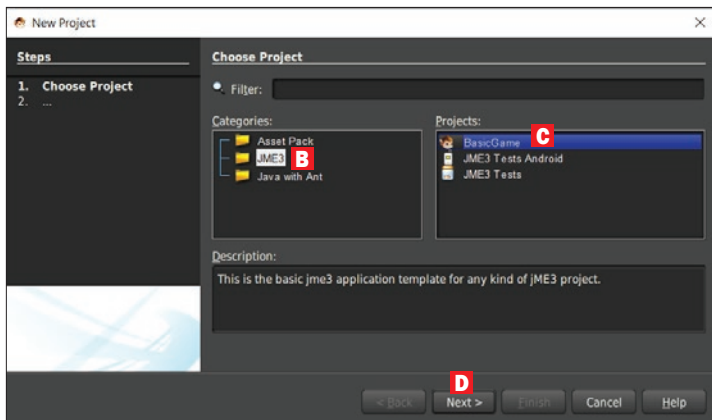 New Project
Steps
1. Choose Project
2. ...
Choose Project
Filter:
Categories:
Asset Pack
JME3 B
Java with Ant
Projects:
BasicGame C
JME3 Tests Android
JME3 Tests
Description:
This is the basic jme3 application template for any kind of jME3 project.
D
< Back Next > Finish Cancel Help